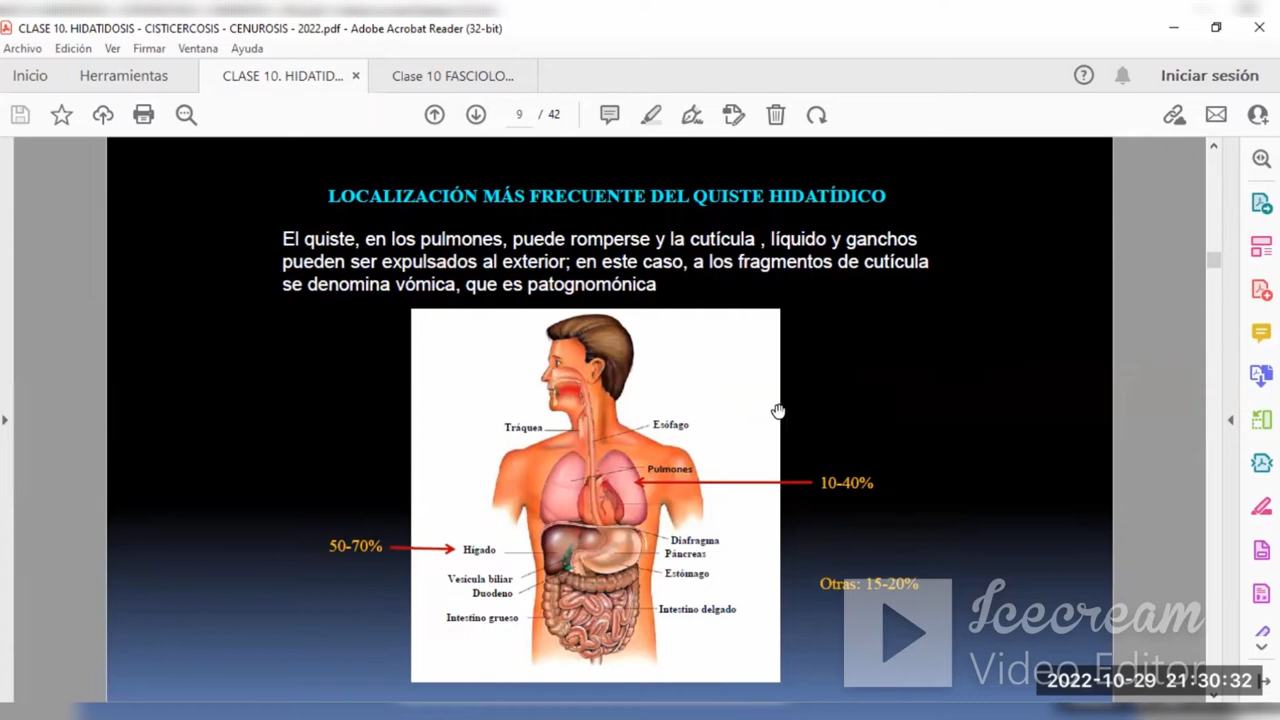 CLASE 10. HIDATIDOSIS - CISTICERCOSIS - CENUROSIS - 2022.pdf - Adobe Acrobat Reader (32-bit)
Archivo Edición Ver Firmar Ventana Ayuda
Inicio Herramientas CLASE 10. HIDATID... × Clase 10 FASCIOLO... Iniciar sesión
9 / 42
LOCALIZACIÓN MÁS FRECUENTE DEL QUISTE HIDATÍDICO
El quiste, en los pulmones, puede romperse y la cutícula , líquido y ganchos
pueden ser expulsados al exterior; en este caso, a los fragmentos de cutícula
se denomina vómica, que es patognomónica
Tráquea
Esófago
Pulmones
10-40%
50-70%
Hígado
Diafragma
Páncreas
Estómago
Vesícula biliar
Duodeno
Otras: 15-20%
Intestino grueso
Intestino delgado
Icecream
Video Editor
2022-10-29 21:30:32